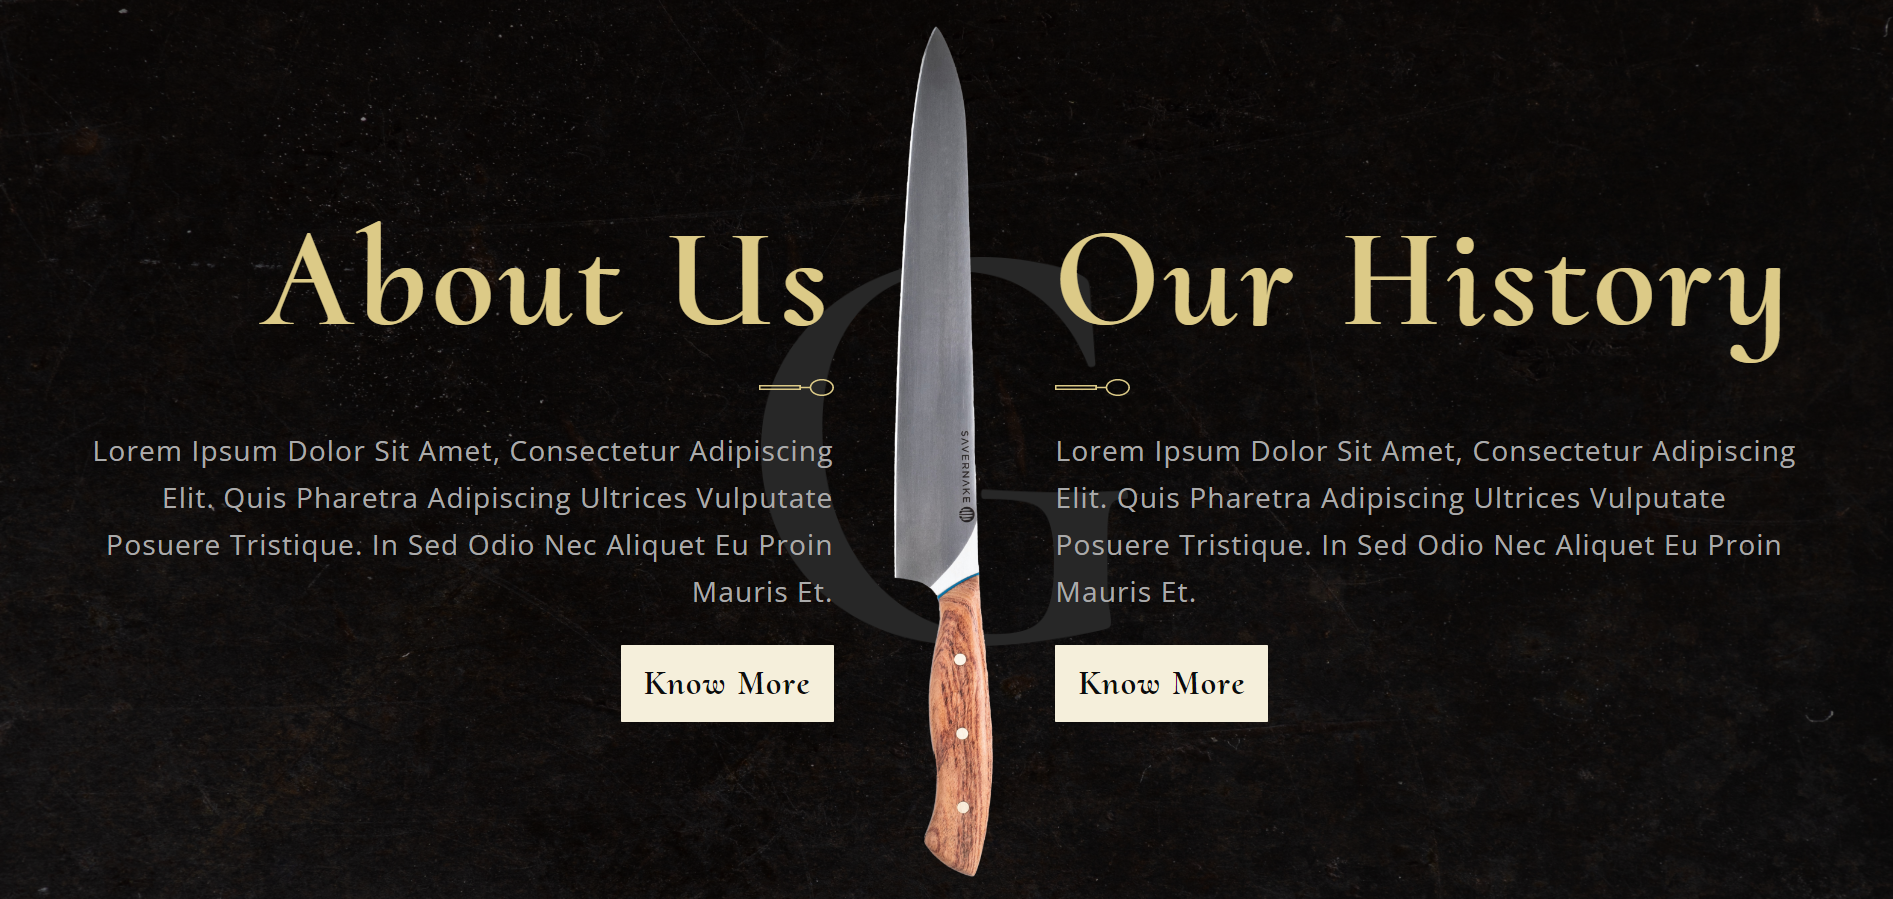 About Us
Lorem Ipsum Dolor Sit Amet, Consectetur Adipiscing
Elit. Quis Pharetra Adipiscing Ultrices Vulputate
Posuere Tristique. In Sed Odio Nec Aliquet Eu Proin
Mauris Et.
Know More
G
SAVERNAKE
Our History
Lorem Ipsum Dolor Sit Amet, Consectetur Adipiscing
Elit. Quis Pharetra Adipiscing Ultrices Vulputate
Posuere Tristique. In Sed Odio Nec Aliquet Eu Proin
Mauris Et.
Know More